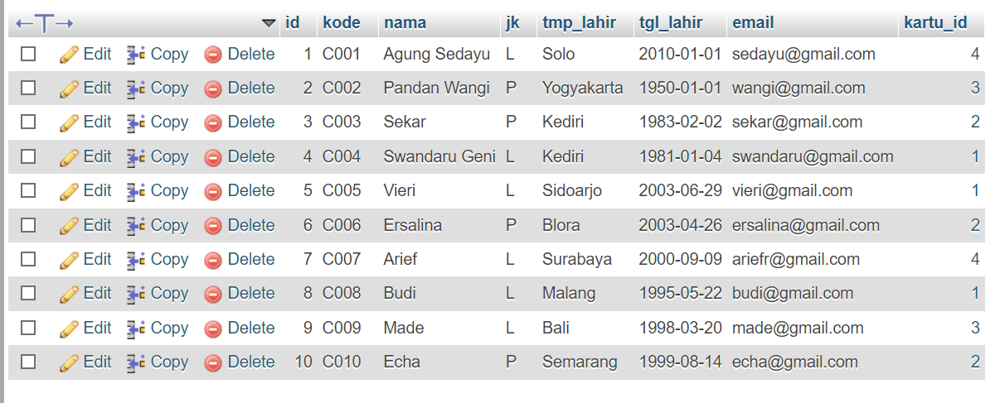 ←T→ id kode nama jk tmp_lahir tgl_lahir email kartu_id
Edit Copy Delete 1 C001 Agung Sedayu L Solo 2010-01-01 sedayu@gmail.com 4
Edit Copy Delete 2 C002 Pandan Wangi P Yogyakarta 1950-01-01 wangi@gmail.com 3
Edit Copy Delete 3 C003 Sekar P Kediri 1983-02-02 sekar@gmail.com 2
Edit Copy Delete 4 C004 Swandaru Geni L Kediri 1981-01-04 swandaru@gmail.com 1
Edit Copy Delete 5 C005 Vieri L Sidoarjo 2003-06-29 vieri@gmail.com 1
Edit Copy Delete 6 C006 Ersalina P Blora 2003-04-26 ersalina@gmail.com 2
Edit Copy Delete 7 C007 Arief L Surabaya 2000-09-09 ariefr@gmail.com 4
Edit Copy Delete 8 C008 Budi L Malang 1995-05-22 budi@gmail.com 1
Edit Copy Delete 9 C009 Made L Bali 1998-03-20 made@gmail.com 3
Edit Copy Delete 10 C010 Echa P Semarang 1999-08-14 echa@gmail.com 2